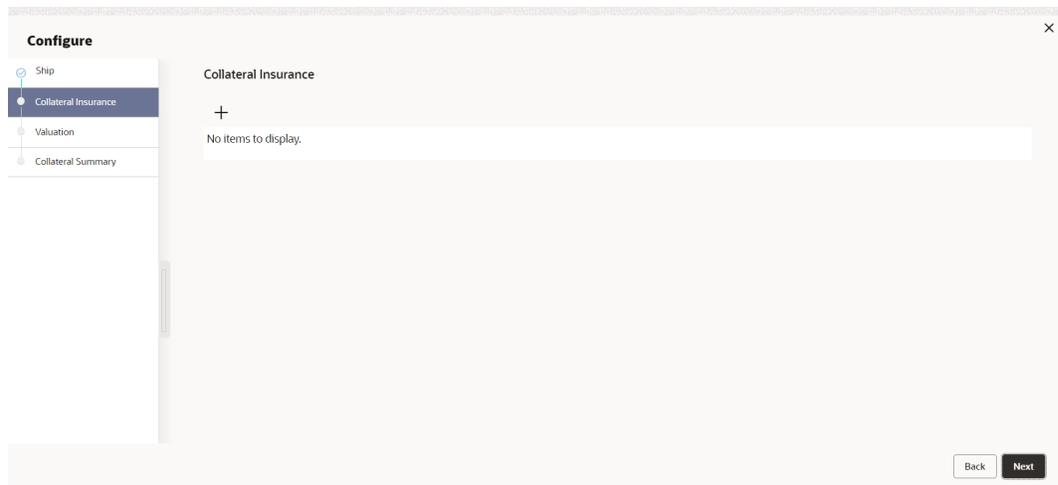 Configure
Ship
Collateral Insurance
Valuation
Collateral Summary
Collateral Insurance
No items to display.
Back
Next